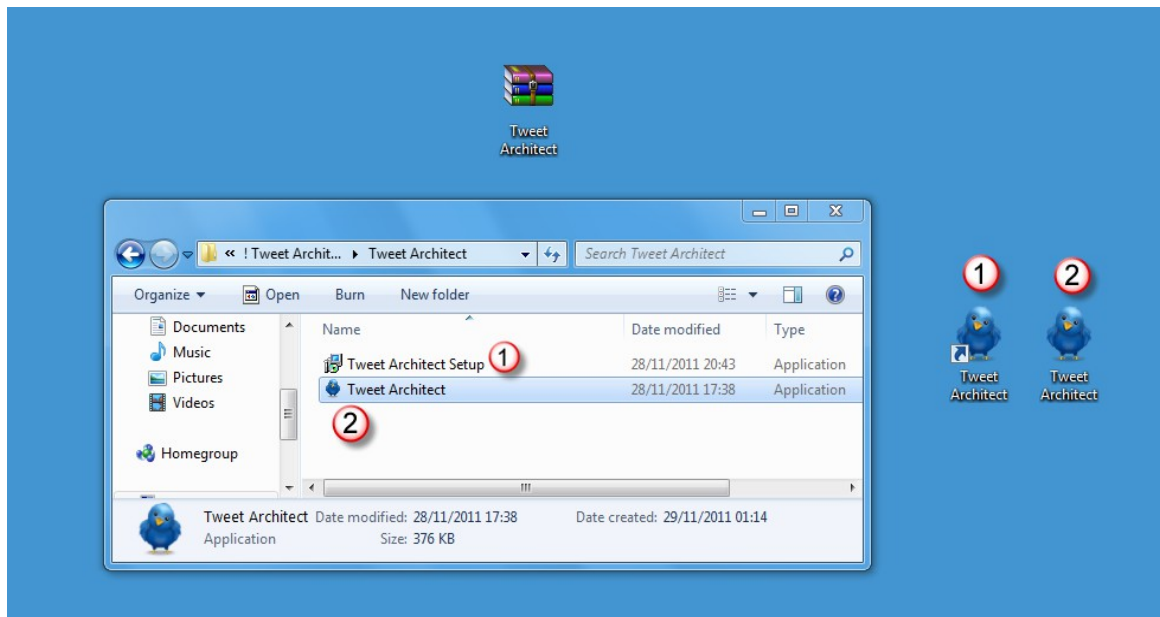 Tweet
Architect
« ! Tweet Archit... ▸ Tweet Architect
Search Tweet Architect
Organize Open Burn New folder
Documents
Music
Pictures
Videos
Homegroup
Name Date modified Type
Tweet Architect Setup 1 28/11/2011 20:43 Application
Tweet Architect 28/11/2011 17:38 Application
2
Tweet Architect Date modified: 28/11/2011 17:38 Date created: 29/11/2011 01:14
Application Size: 376 KB
1
Tweet
Architect
2
Tweet
Architect